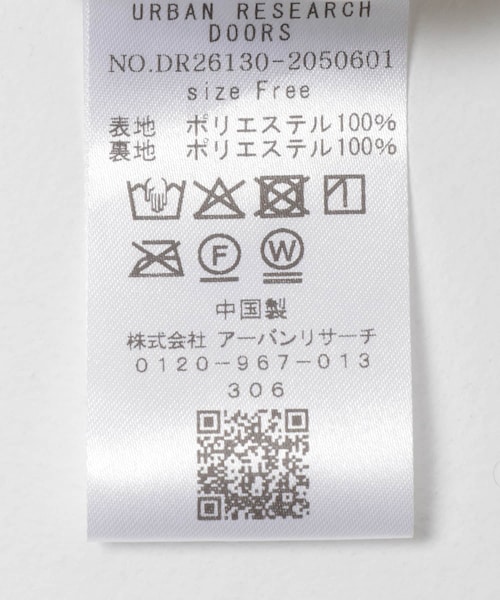 URBAN RESEARCH
DOORS
NO.DR26130-2050601
size Free
表地 ポリエステル100%
裏地 ポリエステル100%
F W
中国製
株式会社 アーバンリサーチ
0120-967-013
306